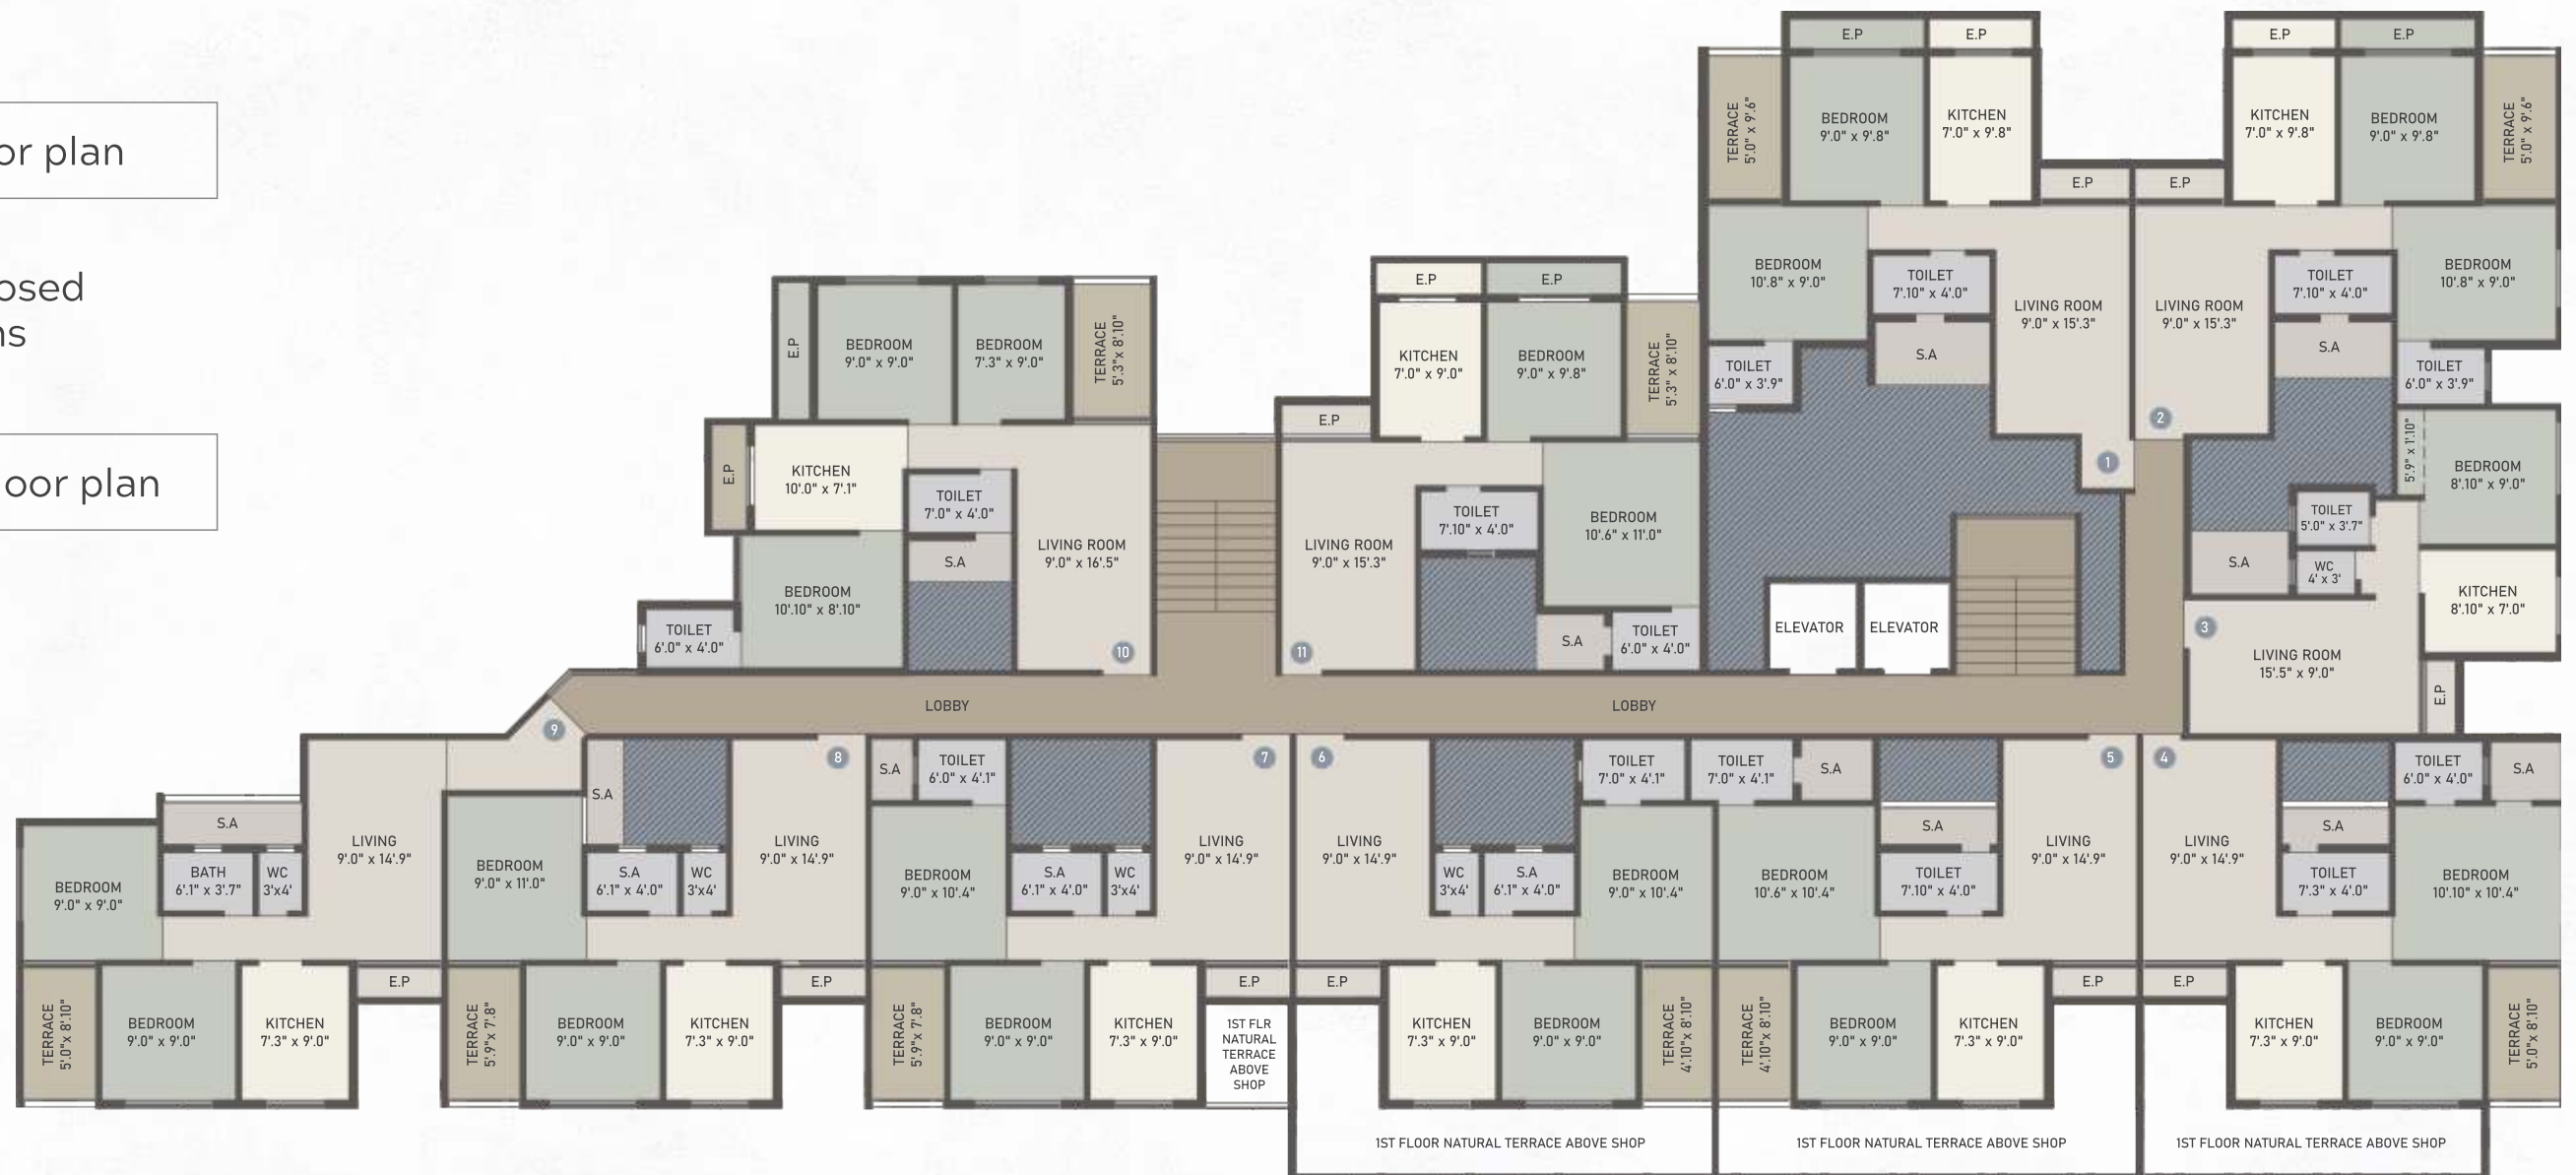 or plan
osed
ns
oor plan
E.P
E.P
E.P
E.P
TERRACE
5'.0" x 9'.6"
BEDROOM
9'.0" x 9'.8"
KITCHEN
7'.0" x 9'.8"
KITCHEN
7'.0" x 9'.8"
BEDROOM
9'.0" x 9'.8"
TERRACE
5'.0" x 9'.6"
E.P
E.P
BEDROOM
10'.8" x 9'.0"
TOILET
7'.10" x 4'.0"
LIVING ROOM
9'.0" x 15'.3"
LIVING ROOM
9'.0" x 15'.3"
TOILET
7'.10" x 4'.0"
BEDROOM
10'.8" x 9'.0"
S.A
S.A
TOILET
6'.0" x 3'.9"
TOILET
6'.0" x 3'.9"
1
2
E.P
BEDROOM
9'.0" x 9'.0"
BEDROOM
7'.3" x 9'.0"
TERRACE
5'.3"x 8'.10"
E.P
KITCHEN
10'.0" x 7'.1"
TOILET
7'.0" x 4'.0"
S.A
LIVING ROOM
9'.0" x 16'.5"
BEDROOM
10'.10" x 8'.10"
TOILET
6'.0" x 4'.0"
10
E.P
E.P
KITCHEN
7'.0" x 9'.0"
BEDROOM
9'.0" x 9'.8"
TERRACE
5'.3" x 8'.10"
E.P
LIVING ROOM
9'.0" x 15'.3"
TOILET
7'.10" x 4'.0"
BEDROOM
10'.6" x 11'.0"
S.A
TOILET
6'.0" x 4'.0"
11
ELEVATOR
ELEVATOR
5'.9" x 1'.10"
BEDROOM
8'.10" x 9'.0"
TOILET
5'.0" x 3'.7"
S.A
WC
4' x 3'
KITCHEN
8'.10" x 7'.0"
3
LIVING ROOM
15'.5" x 9'.0"
E.P
LOBBY
LOBBY
9
8
7
6
5
4
BEDROOM
9'.0" x 9'.0"
S.A
BATH
6'.1" x 3'.7"
WC
3'x4'
LIVING
9'.0" x 14'.9"
BEDROOM
9'.0" x 11'.0"
S.A
S.A
6'.1" x 4'.0"
WC
3'x4'
LIVING
9'.0" x 14'.9"
S.A
TOILET
6'.0" x 4'.1"
BEDROOM
9'.0" x 10'.4"
S.A
6'.1" x 4'.0"
WC
3'x4'
LIVING
9'.0" x 14'.9"
LIVING
9'.0" x 14'.9"
WC
3'x4'
S.A
6'.1" x 4'.0"
TOILET
7'.0" x 4'.1"
BEDROOM
9'.0" x 10'.4"
TOILET
7'.0" x 4'.1"
S.A
BEDROOM
10'.6" x 10'.4"
S.A
TOILET
7'.10" x 4'.0"
LIVING
9'.0" x 14'.9"
LIVING
9'.0" x 14'.9"
S.A
TOILET
7'.3" x 4'.0"
TOILET
6'.0" x 4'.0"
S.A
BEDROOM
10'.10" x 10'.4"
TERRACE
5'.0"x 8'.10"
BEDROOM
9'.0" x 9'.0"
KITCHEN
7'.3" x 9'.0"
E.P
TERRACE
5'.9"x 7'.8"
BEDROOM
9'.0" x 9'.0"
KITCHEN
7'.3" x 9'.0"
E.P
TERRACE
5'.9"x 7'.8"
BEDROOM
9'.0" x 9'.0"
KITCHEN
7'.3" x 9'.0"
E.P
1ST FLR
NATURAL
TERRACE
ABOVE
SHOP
E.P
KITCHEN
7'.3" x 9'.0"
BEDROOM
9'.0" x 9'.0"
TERRACE
4'.10"x 8'.10"
TERRACE
4'.10"x 8'.10"
BEDROOM
9'.0" x 9'.0"
KITCHEN
7'.3" x 9'.0"
E.P
E.P
KITCHEN
7'.3" x 9'.0"
BEDROOM
9'.0" x 9'.0"
TERRACE
5'.0"x 8'.10"
1ST FLOOR NATURAL TERRACE ABOVE SHOP
1ST FLOOR NATURAL TERRACE ABOVE SHOP
1ST FLOOR NATURAL TERRACE ABOVE SHOP